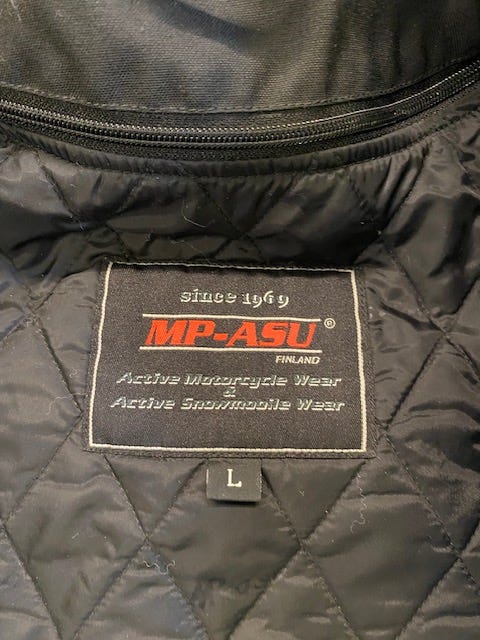 since 1969
MP-ASU®
FINLAND
Active Motorcycle Wear
&
Active Snowmobile Wear
L